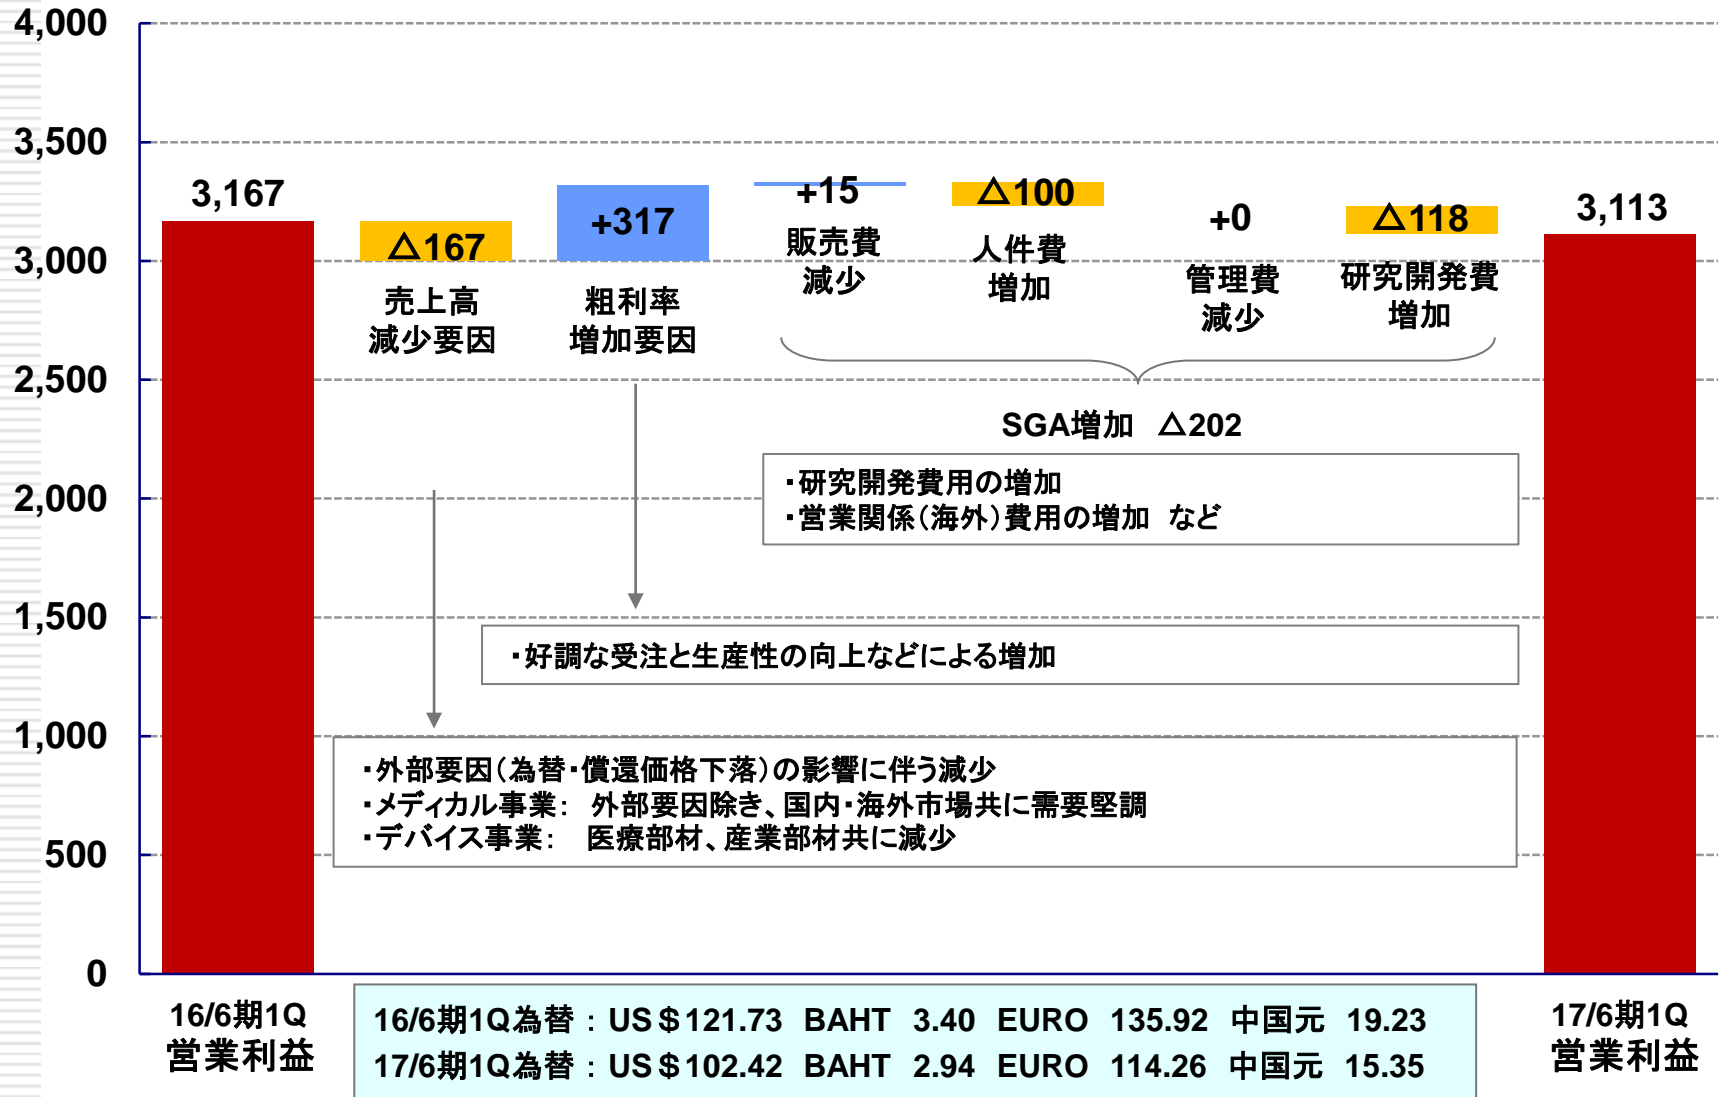 4,000
3,500
3,000
2,500
2,000
1,500
1,000
500
0
3,167
△167
売上高
減少要因
+317
粗利率
増加要因
+15
販売費
減少
△100
人件費
増加
+0
管理費
減少
△118
研究開発費
増加
3,113
SGA増加 △202
・研究開発費用の増加
・営業関係(海外)費用の増加 など
・好調な受注と生産性の向上などによる増加
・外部要因(為替・償還価格下落)の影響に伴う減少
・メディカル事業: 外部要因除き、国内・海外市場共に需要堅調
・デバイス事業: 医療部材、産業部材共に減少
16/6期1Q
営業利益
16/6期1Q為替:US$121.73 BAHT 3.40 EURO 135.92 中国元 19.23
17/6期1Q為替:US$102.42 BAHT 2.94 EURO 114.26 中国元 15.35
17/6期1Q
営業利益